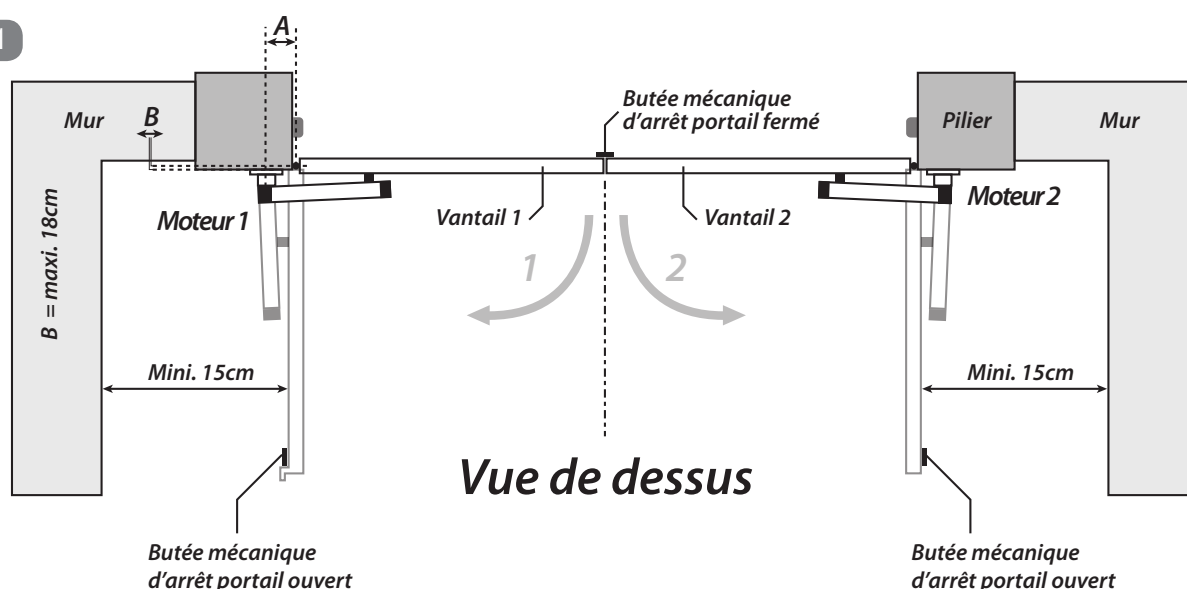 1
A
Mur
B
Butée mécanique
d'arrêt portail fermé
Pilier
Mur
B = maxi. 18cm
Moteur 1
Vantail 1
Vantail 2
Moteur 2
1
2
Mini. 15cm
Mini. 15cm
Vue de dessus
Butée mécanique
d'arrêt portail ouvert
Butée mécanique
d'arrêt portail ouvert